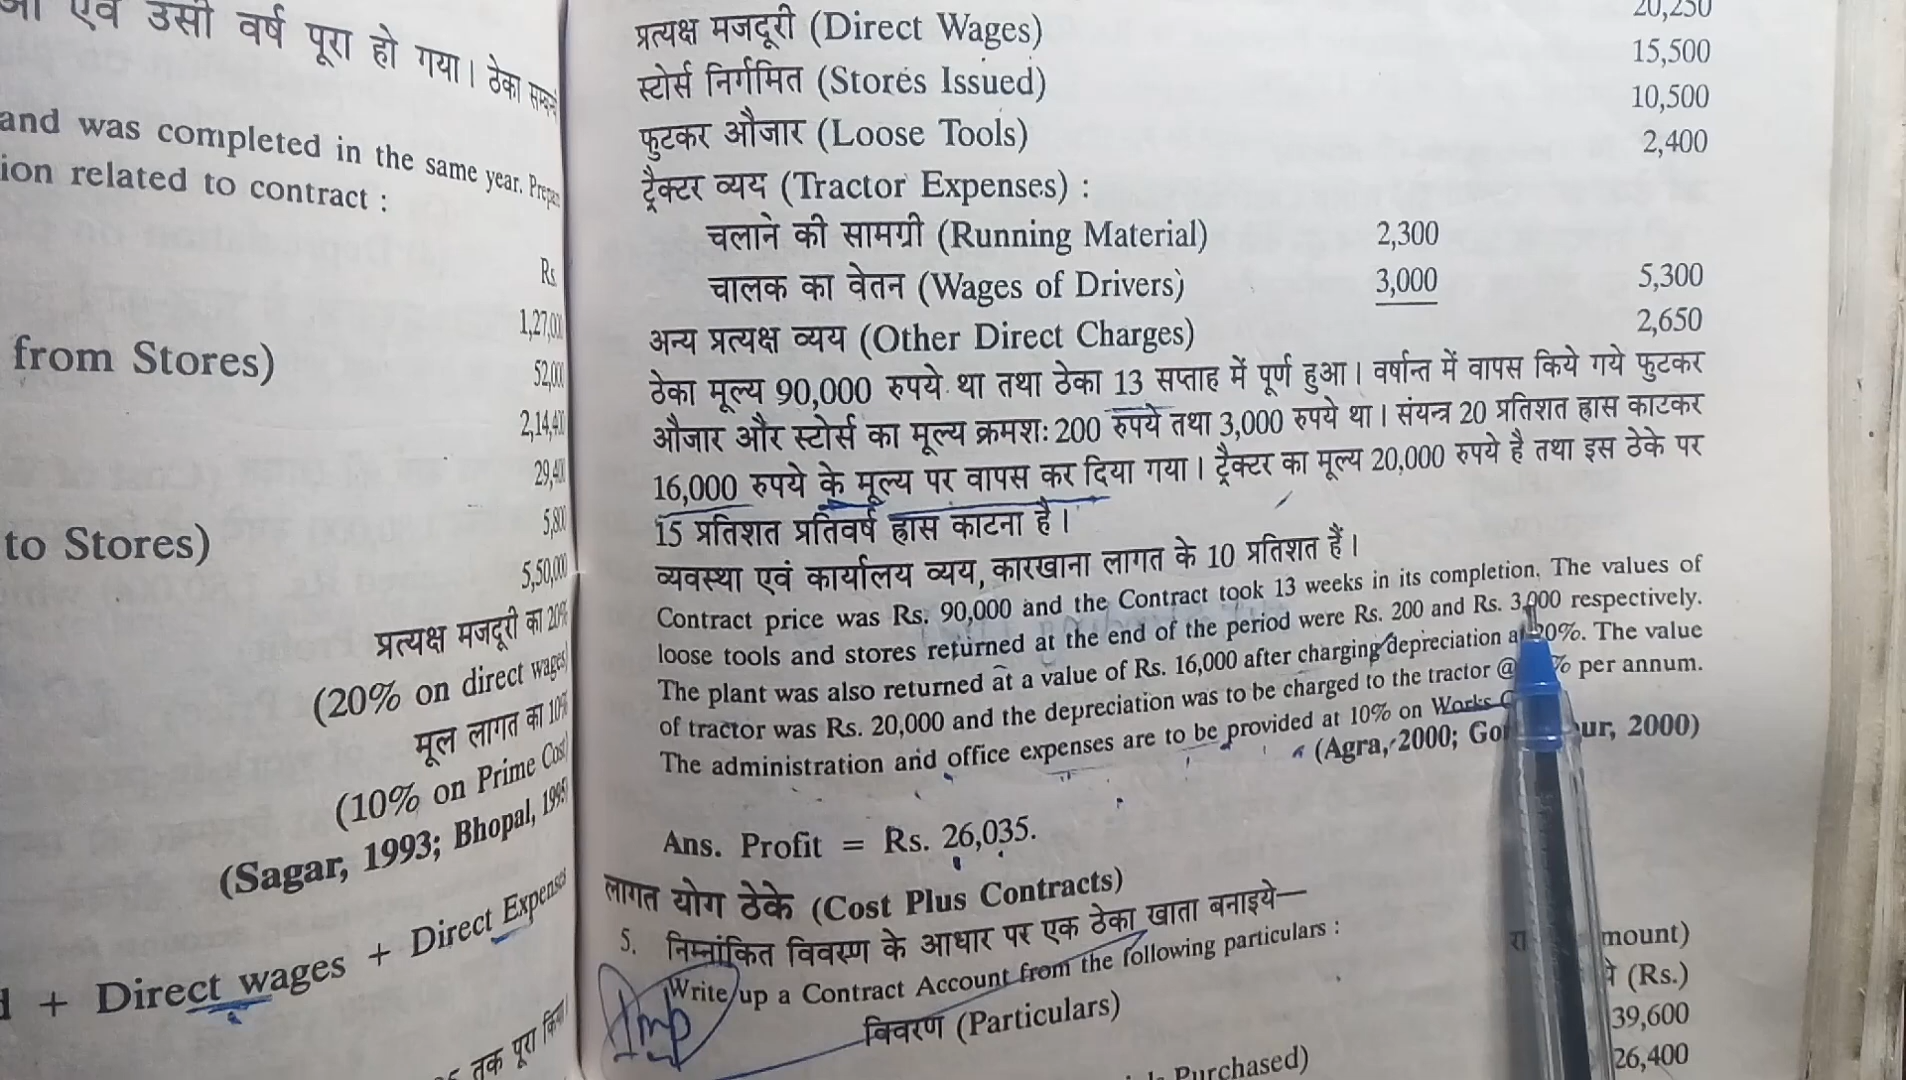 एवं उसी वर्ष पूरा हो गया। ठेका
and was completed in the same year.
ion related to contract :
Rs
from Stores)
to Stores)
प्रत्यक्ष मजदूरी का 20%
(20% on direct wages
मूल लागत का 10%
(10% on Prime Cost
(Sagar, 1993; Bhopal, 1995
+ Direct wages + Direct Expenses
तक पूरा किया
20,250
प्रत्यक्ष मजदूरी (Direct Wages) 15,500
स्टोर्स निर्गमित (Stores Issued) 10,500
फुटकर औजार (Loose Tools) 2,400
ट्रैक्टर व्यय (Tractor Expenses) :
चलाने की सामग्री (Running Material) 2,300
चालक का वेतन (Wages of Drivers) 3,000 5,300
अन्य प्रत्यक्ष व्यय (Other Direct Charges) 2,650
ठेका मूल्य 90,000 रुपये था तथा ठेका 13 सप्ताह में पूर्ण हुआ। वर्षान्त में वापस किये गये फुटकर
औजार और स्टोर्स का मूल्य क्रमशः 200 रुपये तथा 3,000 रुपये था। संयन्त्र 20 प्रतिशत ह्रास काटकर
16,000 रुपये के मूल्य पर वापस कर दिया गया। ट्रैक्टर का मूल्य 20,000 रुपये है तथा इस ठेके पर
15 प्रतिशत प्रतिवर्ष ह्रास काटना है।
व्यवस्था एवं कार्यालय व्यय, कारखाना लागत के 10 प्रतिशत हैं।
Contract price was Rs. 90,000 and the Contract took 13 weeks in its completion. The values of
loose tools and stores returned at the end of the period were Rs. 200 and Rs. 3,000 respectively.
The plant was also returned at a value of Rs. 16,000 after charging depreciation 20%. The value
of tractor was Rs. 20,000 and the depreciation was to be charged to the tractor @ % per annum.
The administration and office expenses are to be provided at 10% on Works
(Agra, 2000; ur, 2000)
Ans. Profit = Rs. 26,035.
लागत योग ठेके (Cost Plus Contracts)
5. निम्नांकित विवरण के आधार पर एक ठेका खाता बनाइये—
Write up a Contract Account from the following particulars :
Imp
विवरण (Particulars) mount)
(Rs.)
39,600
Purchased) 26,400